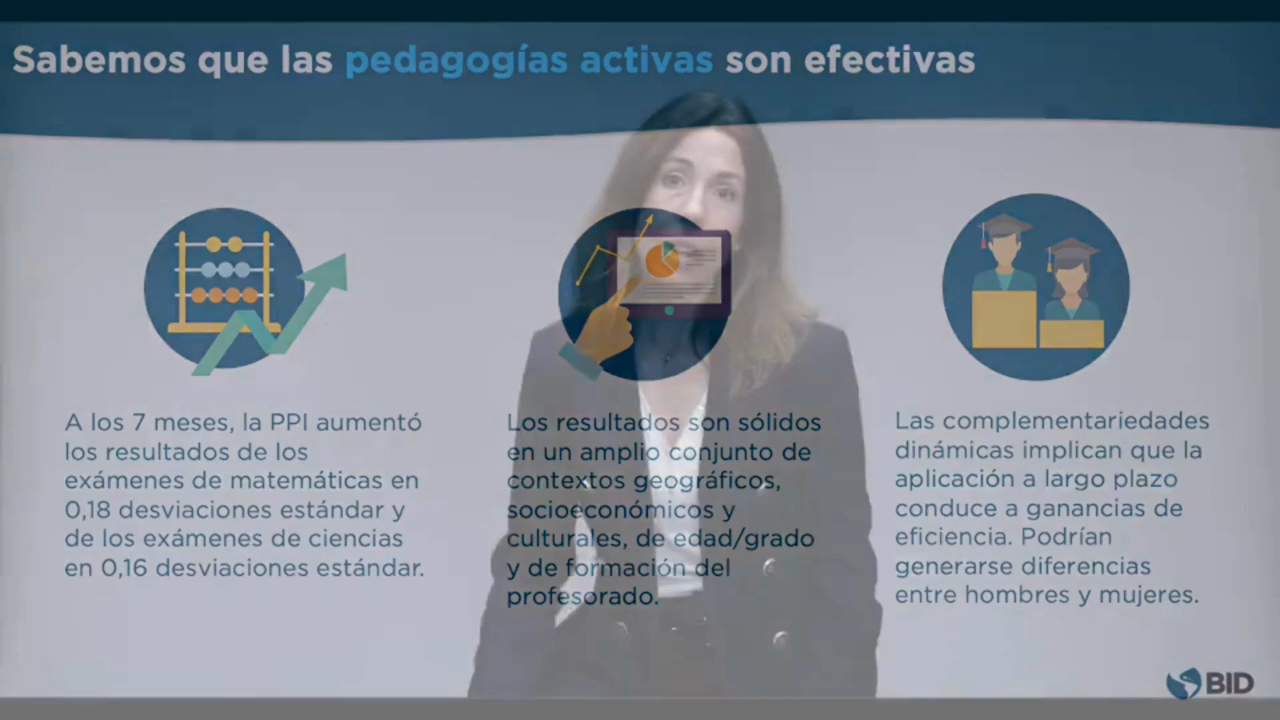 Sabemos que las pedagogías activas son efectivas
A los 7 meses, la PPI aumentó
los resultados de los
exámenes de matemáticas en
0,18 desviaciones estándar y
de los exámenes de ciencias
en 0,16 desviaciones estándar.
Los resultados son sólidos
en un amplio conjunto de
contextos geográficos,
socioeconómicos y
culturales, de edad/grado
y de formación del
profesorado.
Las complementariedades
dinámicas implican que la
aplicación a largo plazo
conduce a ganancias de
eficiencia. Podrían
generarse diferencias
entre hombres y mujeres.
BID